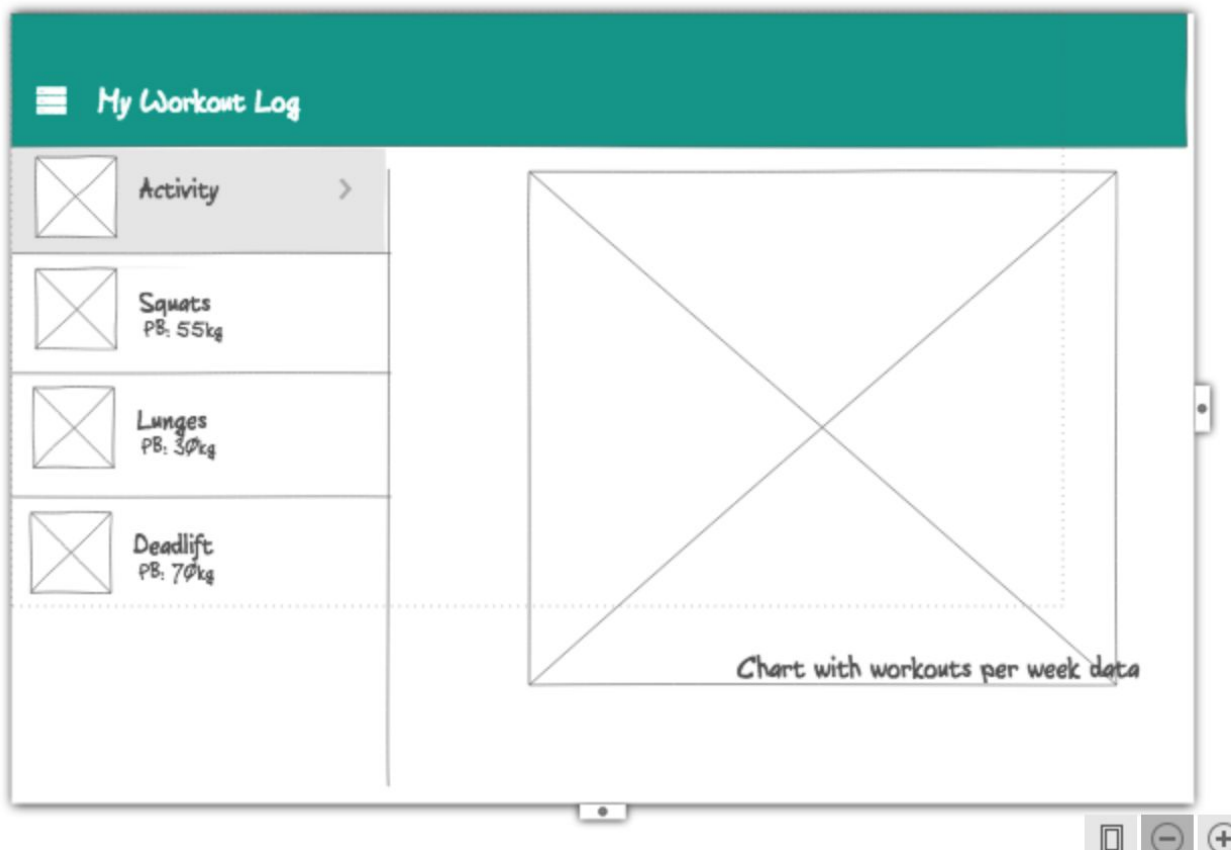 My Workout Log
Activity
Squats
PB: 55kg
Lunges
PB: 30kg
Deadlift
PB: 70kg
Chart with workouts per week data